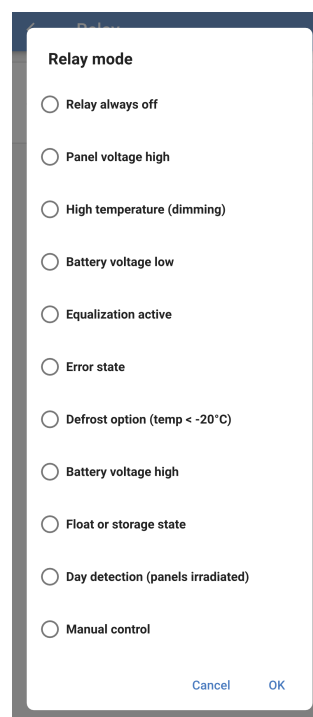 Relay mode
Relay always off
Panel voltage high
High temperature (dimming)
Battery voltage low
Equalization active
Error state
Defrost option (temp < -20°C)
Battery voltage high
Float or storage state
Day detection (panels irradiated)
Manual control
Cancel OK